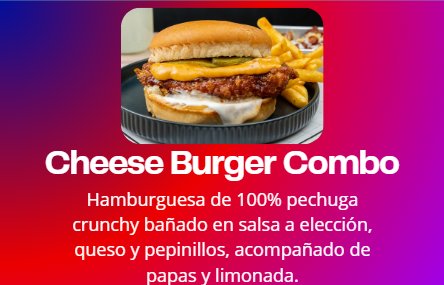 Cheese Burger Combo
Hamburguesa de 100% pechuga
crunchy bañado en salsa a elección,
queso y pepinillos, acompañado de
papas y limonada.